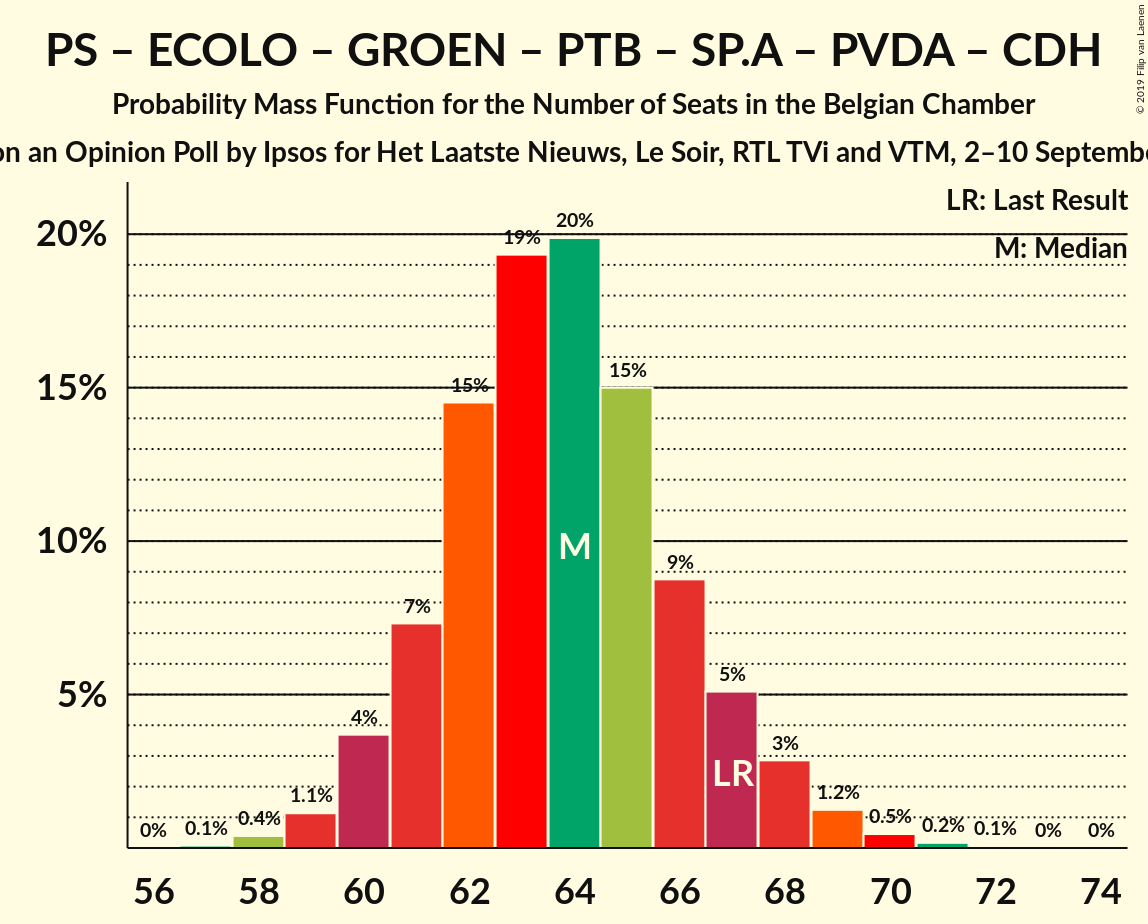 PS – ECOLO – GROEN – PTB – SP.A – PVDA – CDH
Probability Mass Function for the Number of Seats in the Belgian Chamber
on an Opinion Poll by Ipsos for Het Laatste Nieuws, Le Soir, RTL TVi and VTM, 2–10 Septemb
© 2019 Filip van Laenen
LR: Last Result
M: Median
20%
15%
10%
5%
0%
0.1%
0.4%
1.1%
4%
7%
15%
19%
20%
15%
9%
5%
3%
1.2%
0.5%
0.2%
0.1%
0%
0%
M
LR
56 58 60 62 64 66 68 70 72 74